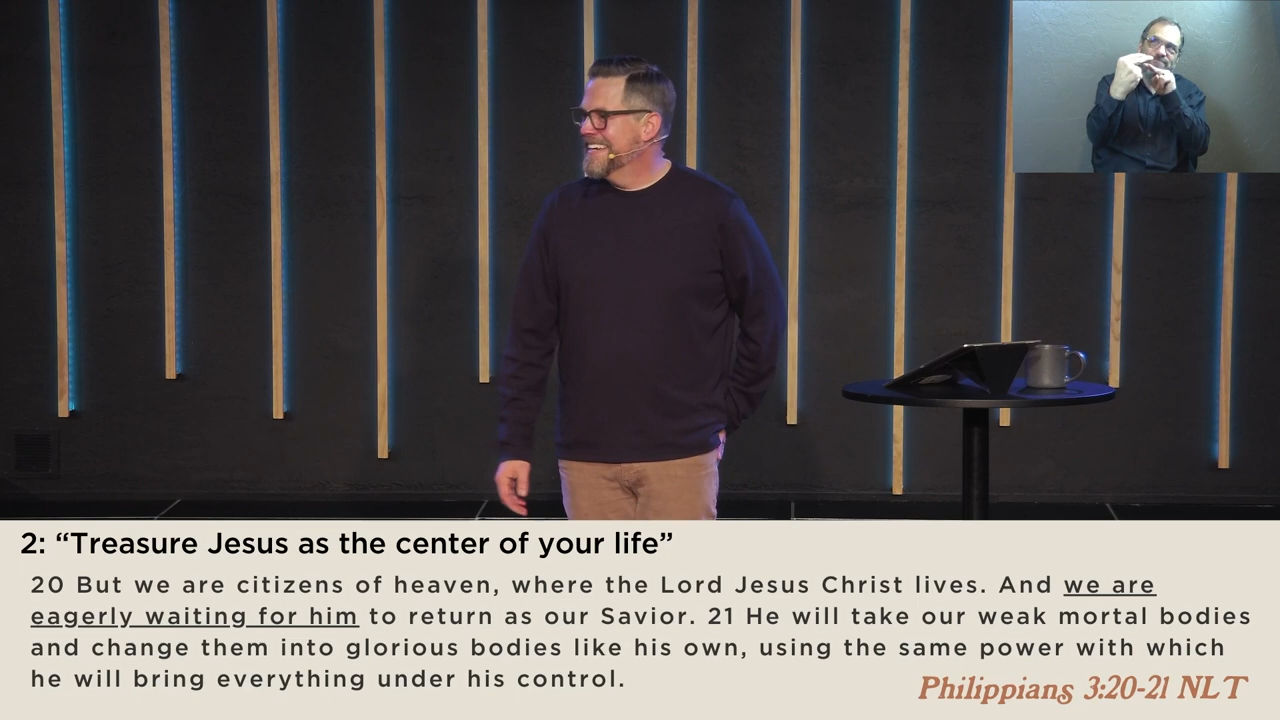 2: “Treasure Jesus as the center of your life”
20 But we are citizens of heaven, where the Lord Jesus Christ lives. And we are
eagerly waiting for him to return as our Savior. 21 He will take our weak mortal bodies
and change them into glorious bodies like his own, using the same power with which
he will bring everything under his control.
Philippians 3:20-21 NLT